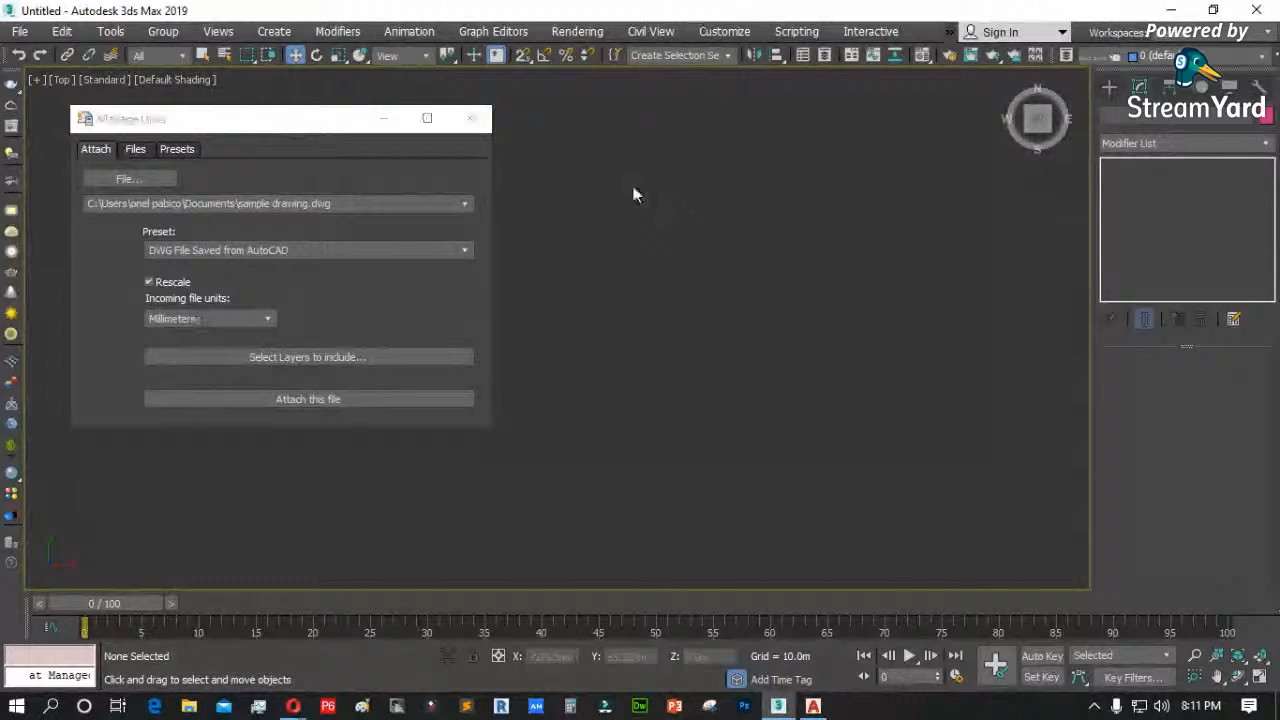 Untitled - Autodesk 3ds Max 2019
File Edit Tools Group Views Create Modifiers Animation Graph Editors Rendering Civil View Customize Scripting Interactive Sign In Workspaces:
Powered by
StreamYard
All View Create Selection Se 0 (defa
[+] [Top] [Standard] [Default Shading]
N
W E
S
Manage Links
Attach Files Presets
File...
C:\Users\onel pabico\Documents\sample drawing.dwg
Preset:
DWG File Saved from AutoCAD
Rescale
Incoming file units:
Millimeters
Select Layers to include...
Attach this file
Modifier List
0 / 100
0 5 10 15 20 25 30 35 40 45 50 55 60 65 70 75 80 85 90 95 100
None Selected X: Y: Z: Grid = 10.0m Auto Key Selected
at Manage Click and drag to select and move objects Add Time Tag 0 Set Key Key Filters...
8:11 PM